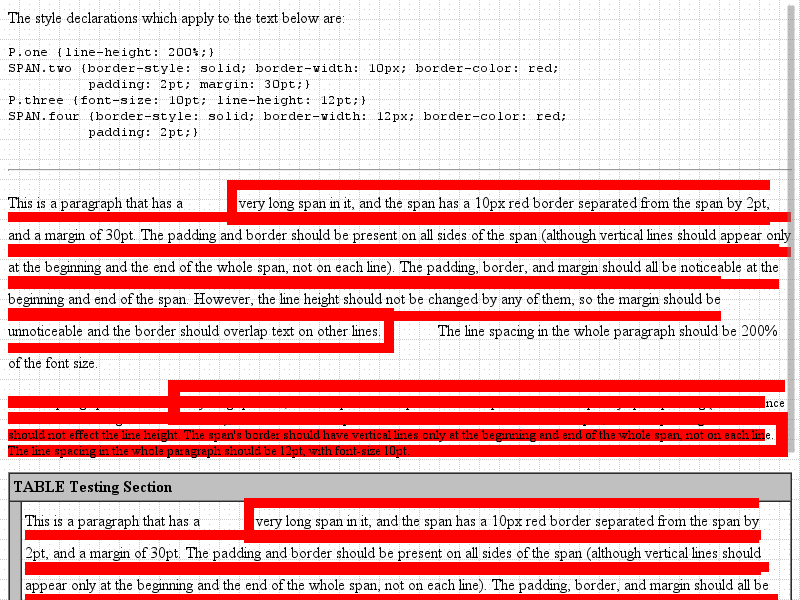 The style declarations which apply to the text below are:
P.one {line-height: 200%;}
SPAN.two {border-style: solid; border-width: 10px; border-color: red;
padding: 2pt; margin: 30pt;}
P.three {font-size: 10pt; line-height: 12pt;}
SPAN.four {border-style: solid; border-width: 12px; border-color: red;
padding: 2pt;}
This is a paragraph that has a very long span in it, and the span has a 10px red border separated from the span by 2pt,
and a margin of 30pt. The padding and border should be present on all sides of the span (although vertical lines should appear only
at the beginning and the end of the whole span, not on each line). The padding, border, and margin should all be noticeable at the
beginning and end of the span. However, the line height should not be changed by any of them, so the margin should be
unnoticeable and the border should overlap text on other lines. The line spacing in the whole paragraph should be 200%
of the font size.
should not effect the line height. The span's border should have vertical lines only at the beginning and end of the whole span, not on each line.
The line spacing in the whole paragraph should be 12pt, with font-size 10pt.
TABLE Testing Section
This is a paragraph that has a very long span in it, and the span has a 10px red border separated from the span by
2pt, and a margin of 30pt. The padding and border should be present on all sides of the span (although vertical lines should
appear only at the beginning and the end of the whole span, not on each line). The padding, border, and margin should all be